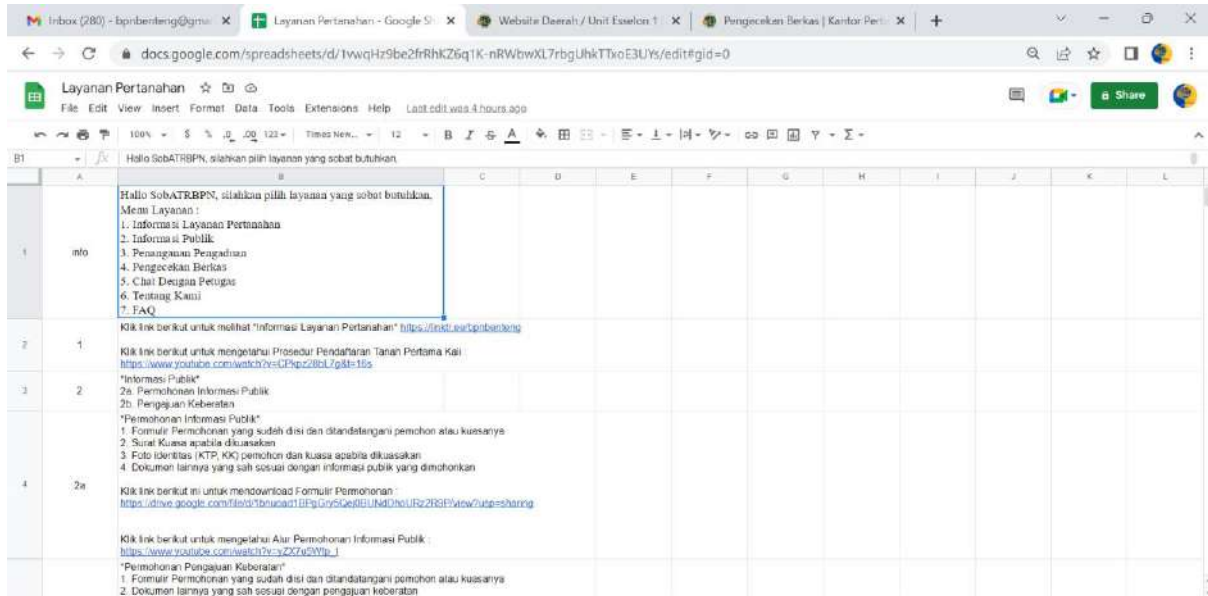 Inbox (280) - bpnbenteng@gmai
Layanan Pertanahan - Google Sh
Website Daerah / Unit Esselon 1
Pengecekan Berkas | Kantor Pert
docs.google.com/spreadsheets/d/
Layanan Pertanahan
File Edit View Insert Format Data Tools Extensions Help Last edit was 4 hours ago
Share
100% $ % .0 .00 123 Times New... 12 B I S A
B1 fx Hallo SobATRBPN, silahkan pilih layanan yang sobat butuhkan.
A B C D E F G H I J K L
1 info
Hallo SobATRBPN, silahkan pilih layanan yang sobat butuhkan.
Menu Layanan :
1. Informasi Layanan Pertanahan
2. Informasi Publik
3. Penanganan Pengaduan
4. Pengecekan Berkas
5. Chat Dengan Petugas
6. Tentang Kami
7. FAQ
2 1
Klik link berikut untuk melihat *Informasi Layanan Pertanahan* https://linktr.ee/bpnbenteng
Klik link berikut untuk mengetahui Prosedur Pendaftaran Tanah Pertama Kali :
3 2
*Informasi Publik*
2a. Permohonan Informasi Publik
2b. Pengajuan Keberatan
4 2a
*Permohonan Informasi Publik*
1. Formulir Permohonan yang sudah diisi dan ditandatangani pemohon atau kuasanya
2. Surat Kuasa apabila dikuasakan
3. Foto identitas (KTP, KK) pemohon dan kuasa apabila dikuasakan
4. Dokumen lainnya yang sah sesuai dengan informasi publik yang dimohonkan
Klik link berikut ini untuk mendownload Formulir Permohonan :
Klik link berikut untuk mengetahui Alur Permohonan Informasi Publik :
*Permohonan Pengajuan Keberatan*
1. Formulir Permohonan yang sudah diisi dan ditandatangani pemohon atau kuasanya
2. Dokumen lainnya yang sah sesuai dengan pengajuan keberatan